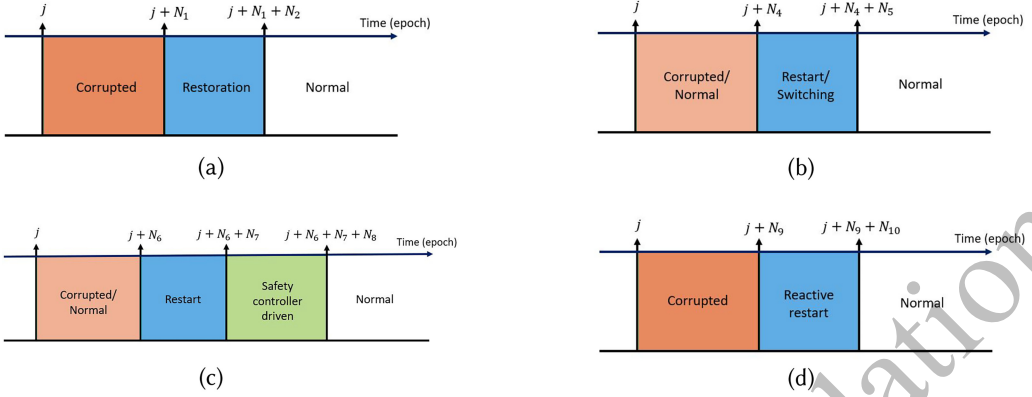 j
j + N₁
j + N₁ + N₂
Time (epoch)
Corrupted
Restoration
Normal
(a)
j
j + N₄
j + N₄ + N₅
Time (epoch)
Corrupted/
Normal
Restart/
Switching
Normal
(b)
j
j + N₆
j + N₆ + N₇
j + N₆ + N₇ + N₈
Time (epoch)
Corrupted/
Normal
Restart
Safety
controller
driven
Normal
(c)
j
j + N₉
j + N₉ + N₁₀
Time (epoch)
Corrupted
Reactive
restart
Normal
(d)
lation